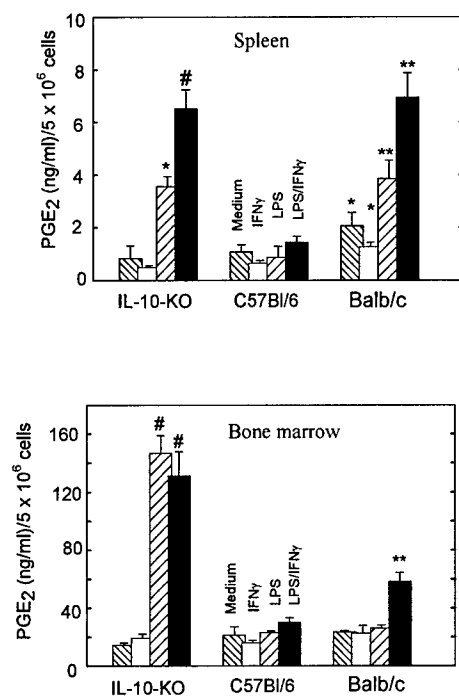 Spleen
PGE2 (ng/ml)/5 x 10^6 cells
10
8
6
4
2
0
*
#
Medium
IFNγ
LPS
LPS/IFNγ
*
*
**
**
IL-10-KO
C57Bl/6
Balb/c
Bone marrow
PGE2 (ng/ml)/5 x 10^6 cells
160
120
80
40
0
#
#
Medium
IFNγ
LPS
LPS/IFNγ
**
IL-10-KO
C57Bl/6
Balb/c